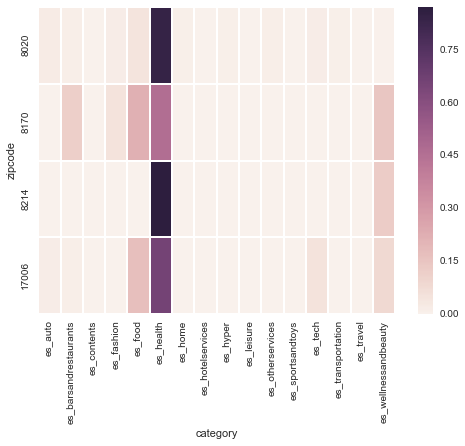 8020
8170
8214
17006
zipcode
es_auto
es_barsandrestaurants
es_contents
es_fashion
es_food
es_health
es_home
es_hotelservices
es_hyper
es_leisure
es_otherservices
es_sportsandtoys
es_tech
es_transportation
es_travel
es_wellnessandbeauty
category
0.75
0.60
0.45
0.30
0.15
0.00